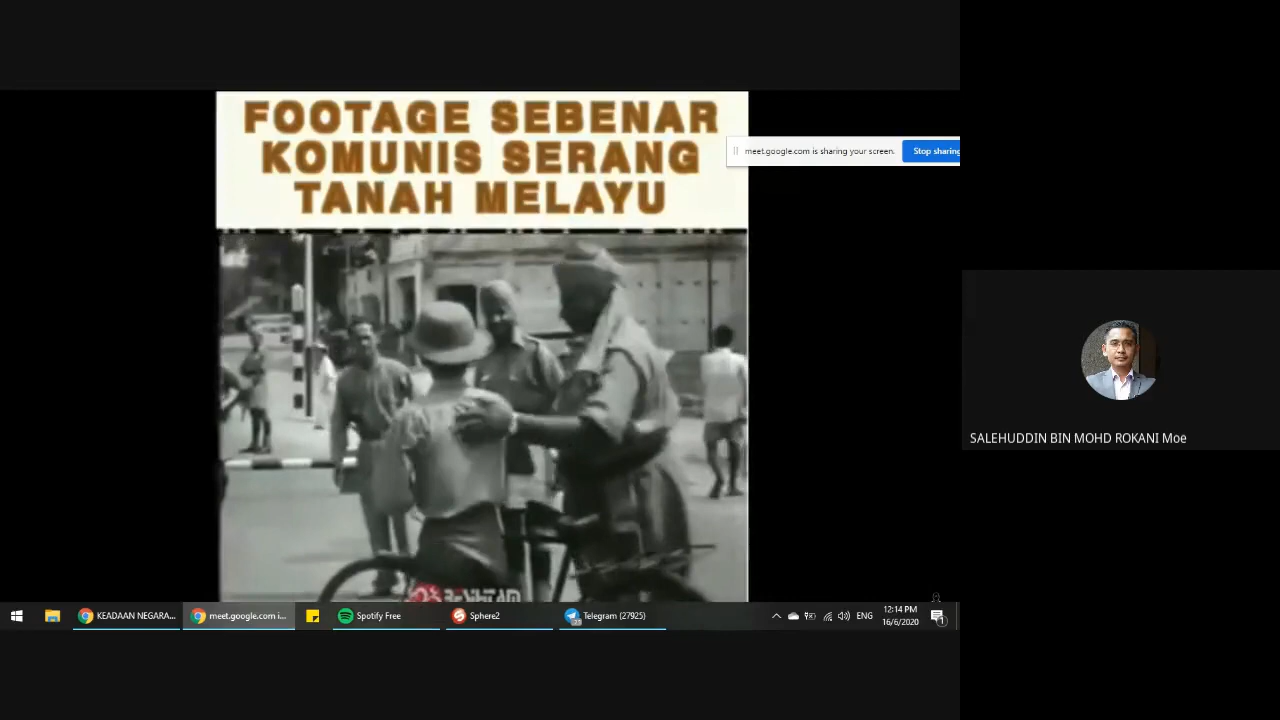 FOOTAGE SEBENAR
KOMUNIS SERANG
TANAH MELAYU
meet.google.com is sharing your screen.
Stop sharing
SALEHUDDIN BIN MOHD ROKANI Moe
KEADAAN NEGARA...
meet.google.com i...
Spotify Free
Sphere2
Telegram (27925)
ENG
12:14 PM
16/6/2020
1